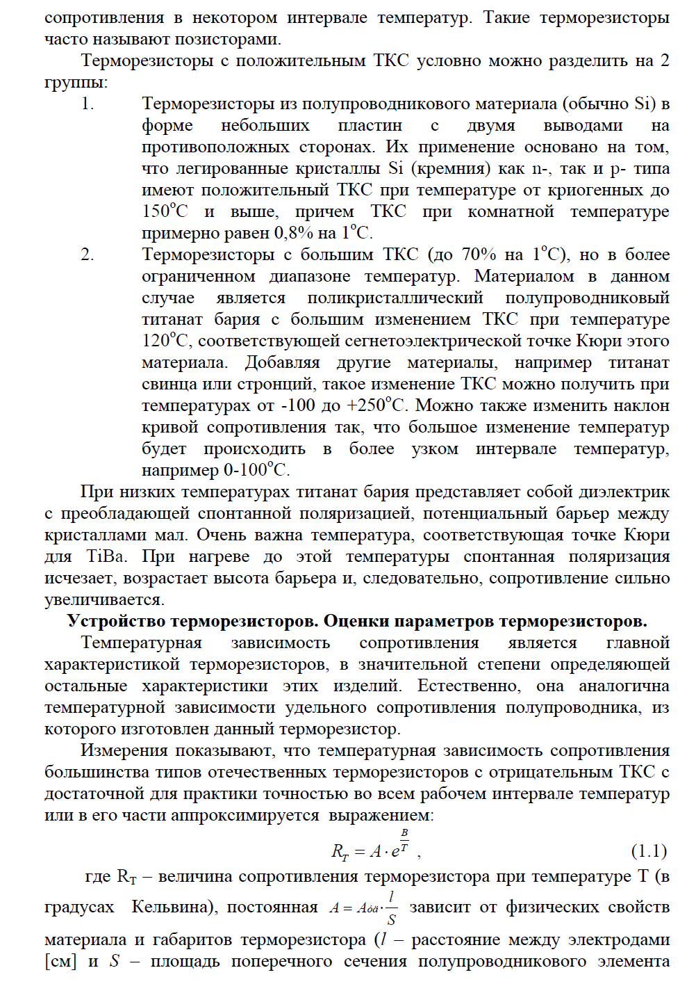 сопротивления в некотором интервале температур. Такие терморезисторы
часто называют позисторами.
Терморезисторы с положительным ТКС условно можно разделить на 2
группы:
1. Терморезисторы из полупроводникового материала (обычно Si) в
форме небольших пластин с двумя выводами на
противоположных сторонах. Их применение основано на том,
что легированные кристаллы Si (кремния) как n-, так и p- типа
имеют положительный ТКС при температуре от криогенных до
150°С и выше, причем ТКС при комнатной температуре
примерно равен 0,8% на 1°С.
2. Терморезисторы с большим ТКС (до 70% на 1°С), но в более
ограниченном диапазоне температур. Материалом в данном
случае является поликристаллический полупроводниковый
титанат бария с большим изменением ТКС при температуре
120°С, соответствующей сегнетоэлектрической точке Кюри этого
материала. Добавляя другие материалы, например титанат
свинца или стронций, такое изменение ТКС можно получить при
температурах от -100 до +250°С. Можно также изменить наклон
кривой сопротивления так, что большое изменение температур
будет происходить в более узком интервале температур,
например 0-100°С.
При низких температурах титанат бария представляет собой диэлектрик
с преобладающей спонтанной поляризацией, потенциальный барьер между
кристаллами мал. Очень важна температура, соответствующая точке Кюри
для TiBa. При нагреве до этой температуры спонтанная поляризация
исчезает, возрастает высота барьера и, следовательно, сопротивление сильно
увеличивается.
Устройство терморезисторов. Оценки параметров терморезисторов.
Температурная зависимость сопротивления является главной
характеристикой терморезисторов, в значительной степени определяющей
остальные характеристики этих изделий. Естественно, она аналогична
температурной зависимости удельного сопротивления полупроводника, из
которого изготовлен данный терморезистор.
Измерения показывают, что температурная зависимость сопротивления
большинства типов отечественных терморезисторов с отрицательным ТКС с
достаточной для практики точностью во всем рабочем интервале температур
или в его части аппроксимируется выражением:
R_T = A · e^(B/T) , (1.1)
где R_T – величина сопротивления терморезистора при температуре Т (в
градусах Кельвина), постоянная A = A_óä · l/S зависит от физических свойств
материала и габаритов терморезистора (l – расстояние между электродами
[см] и S – площадь поперечного сечения полупроводникового элемента